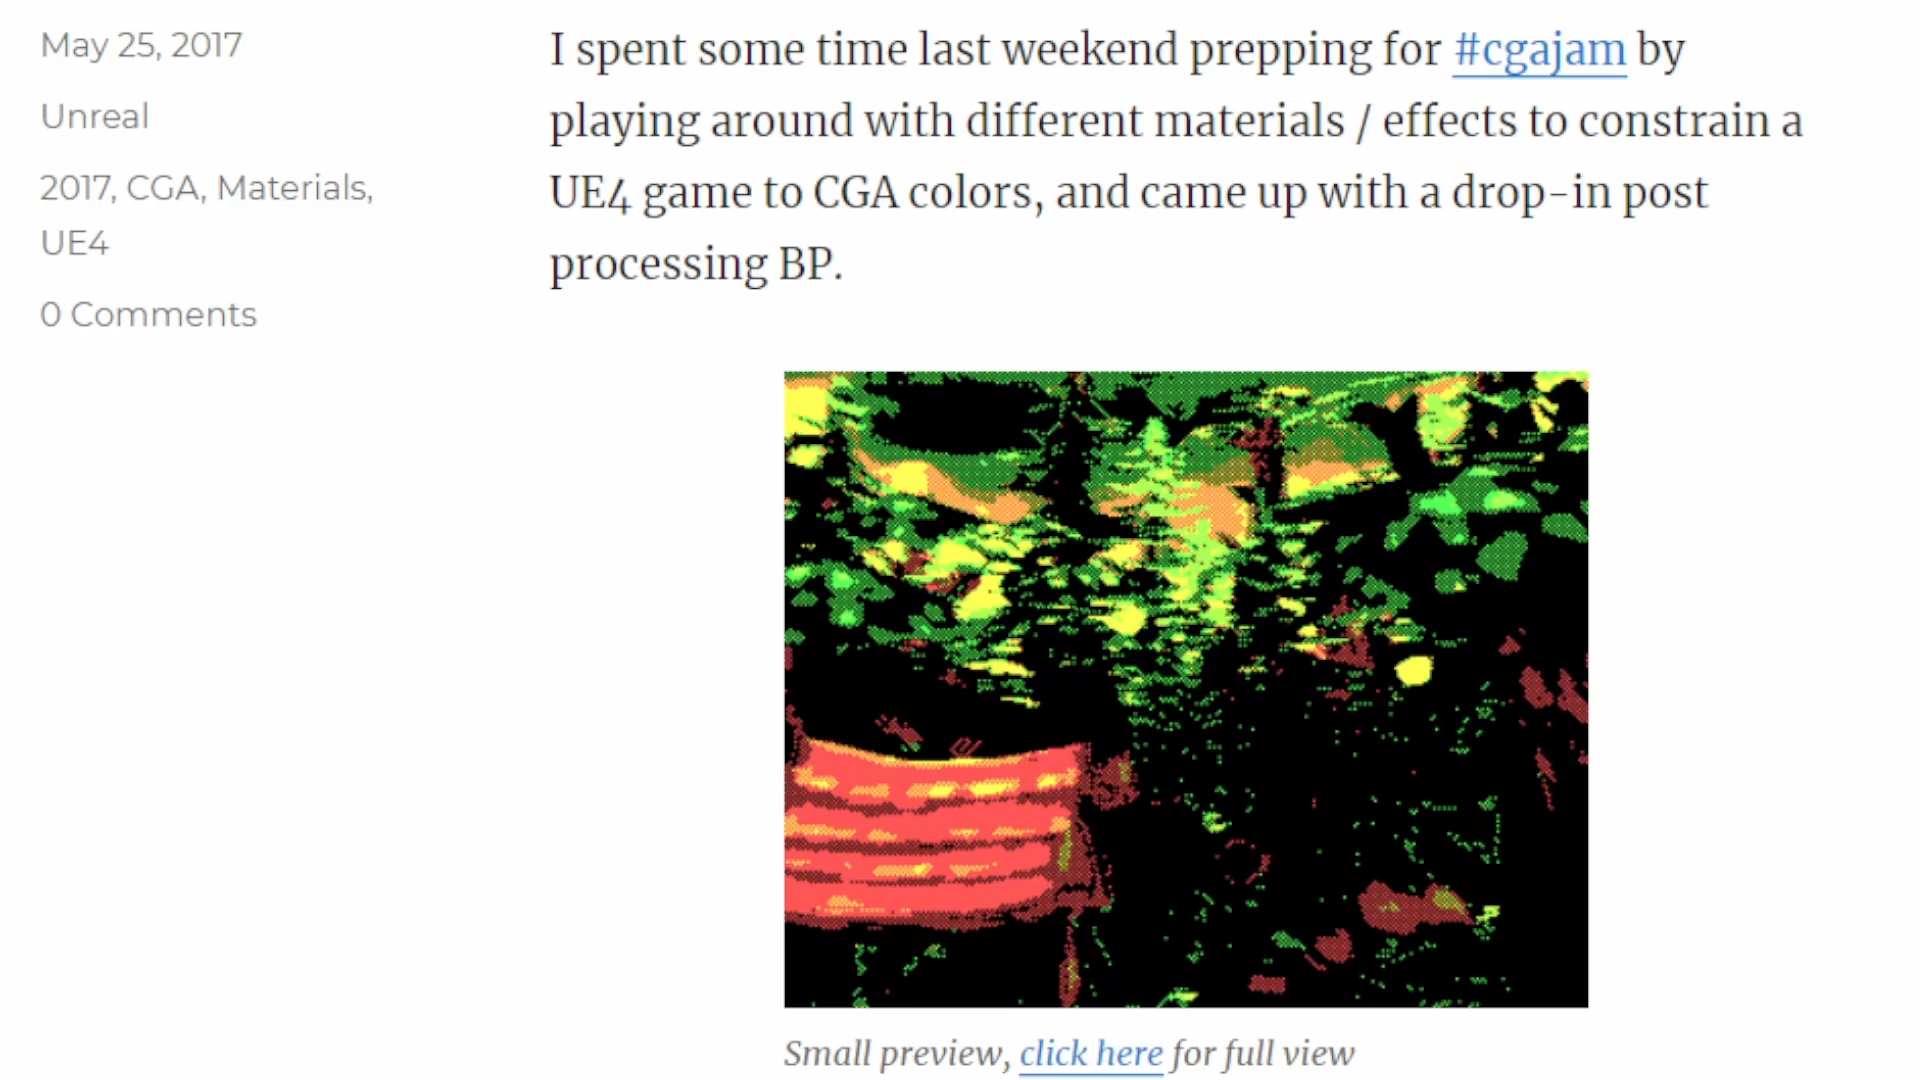 May 25, 2017
Unreal
2017, CGA, Materials,
UE4
0 Comments
I spent some time last weekend prepping for #cgajam by
playing around with different materials / effects to constrain a
UE4 game to CGA colors, and came up with a drop-in post
processing BP.
Small preview, click here for full view